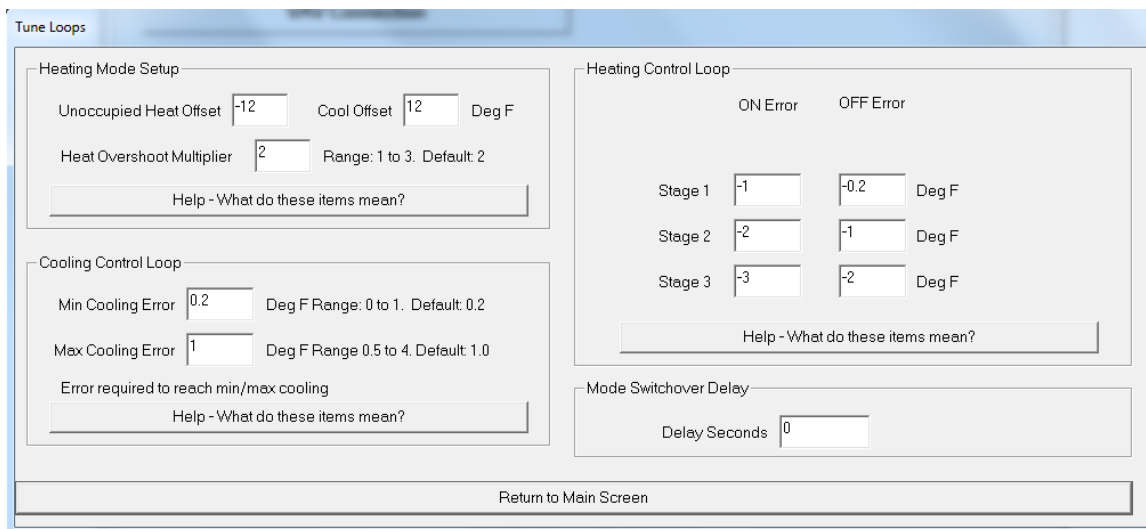 Tune Loops
Heating Mode Setup
Unoccupied Heat Offset -12 Cool Offset 12 Deg F
Heat Overshoot Multiplier 2 Range: 1 to 3. Default: 2
Help - What do these items mean?
Cooling Control Loop
Min Cooling Error 0.2 Deg F Range: 0 to 1. Default: 0.2
Max Cooling Error 1 Deg F Range 0.5 to 4. Default: 1.0
Error required to reach min/max cooling
Help - What do these items mean?
Heating Control Loop
ON Error OFF Error
Stage 1 -1 -0.2 Deg F
Stage 2 -2 -1 Deg F
Stage 3 -3 -2 Deg F
Help - What do these items mean?
Mode Switchover Delay
Delay Seconds 0
Return to Main Screen